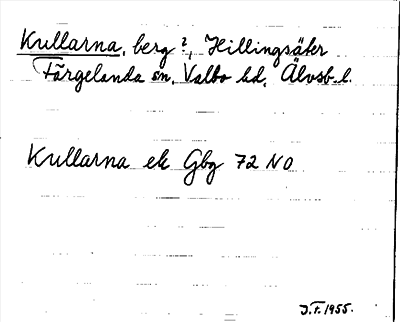 Kullarna, berg?, Hillingsäter
Färgelanda sn, Valbo hd, Älvsb. l.
Kullarna ek Gbg 72 NO
J.F. 1955.